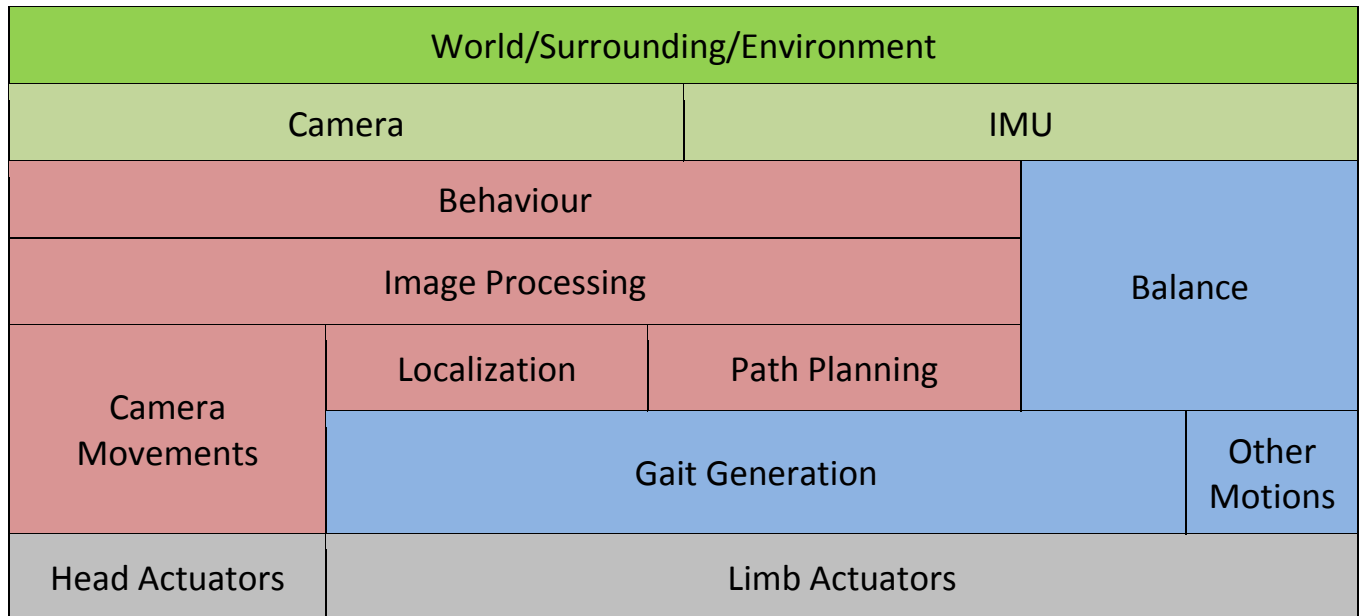 World/Surrounding/Environment
Camera
IMU
Behaviour
Image Processing
Balance
Localization
Path Planning
Camera
Movements
Gait Generation
Other
Motions
Head Actuators
Limb Actuators